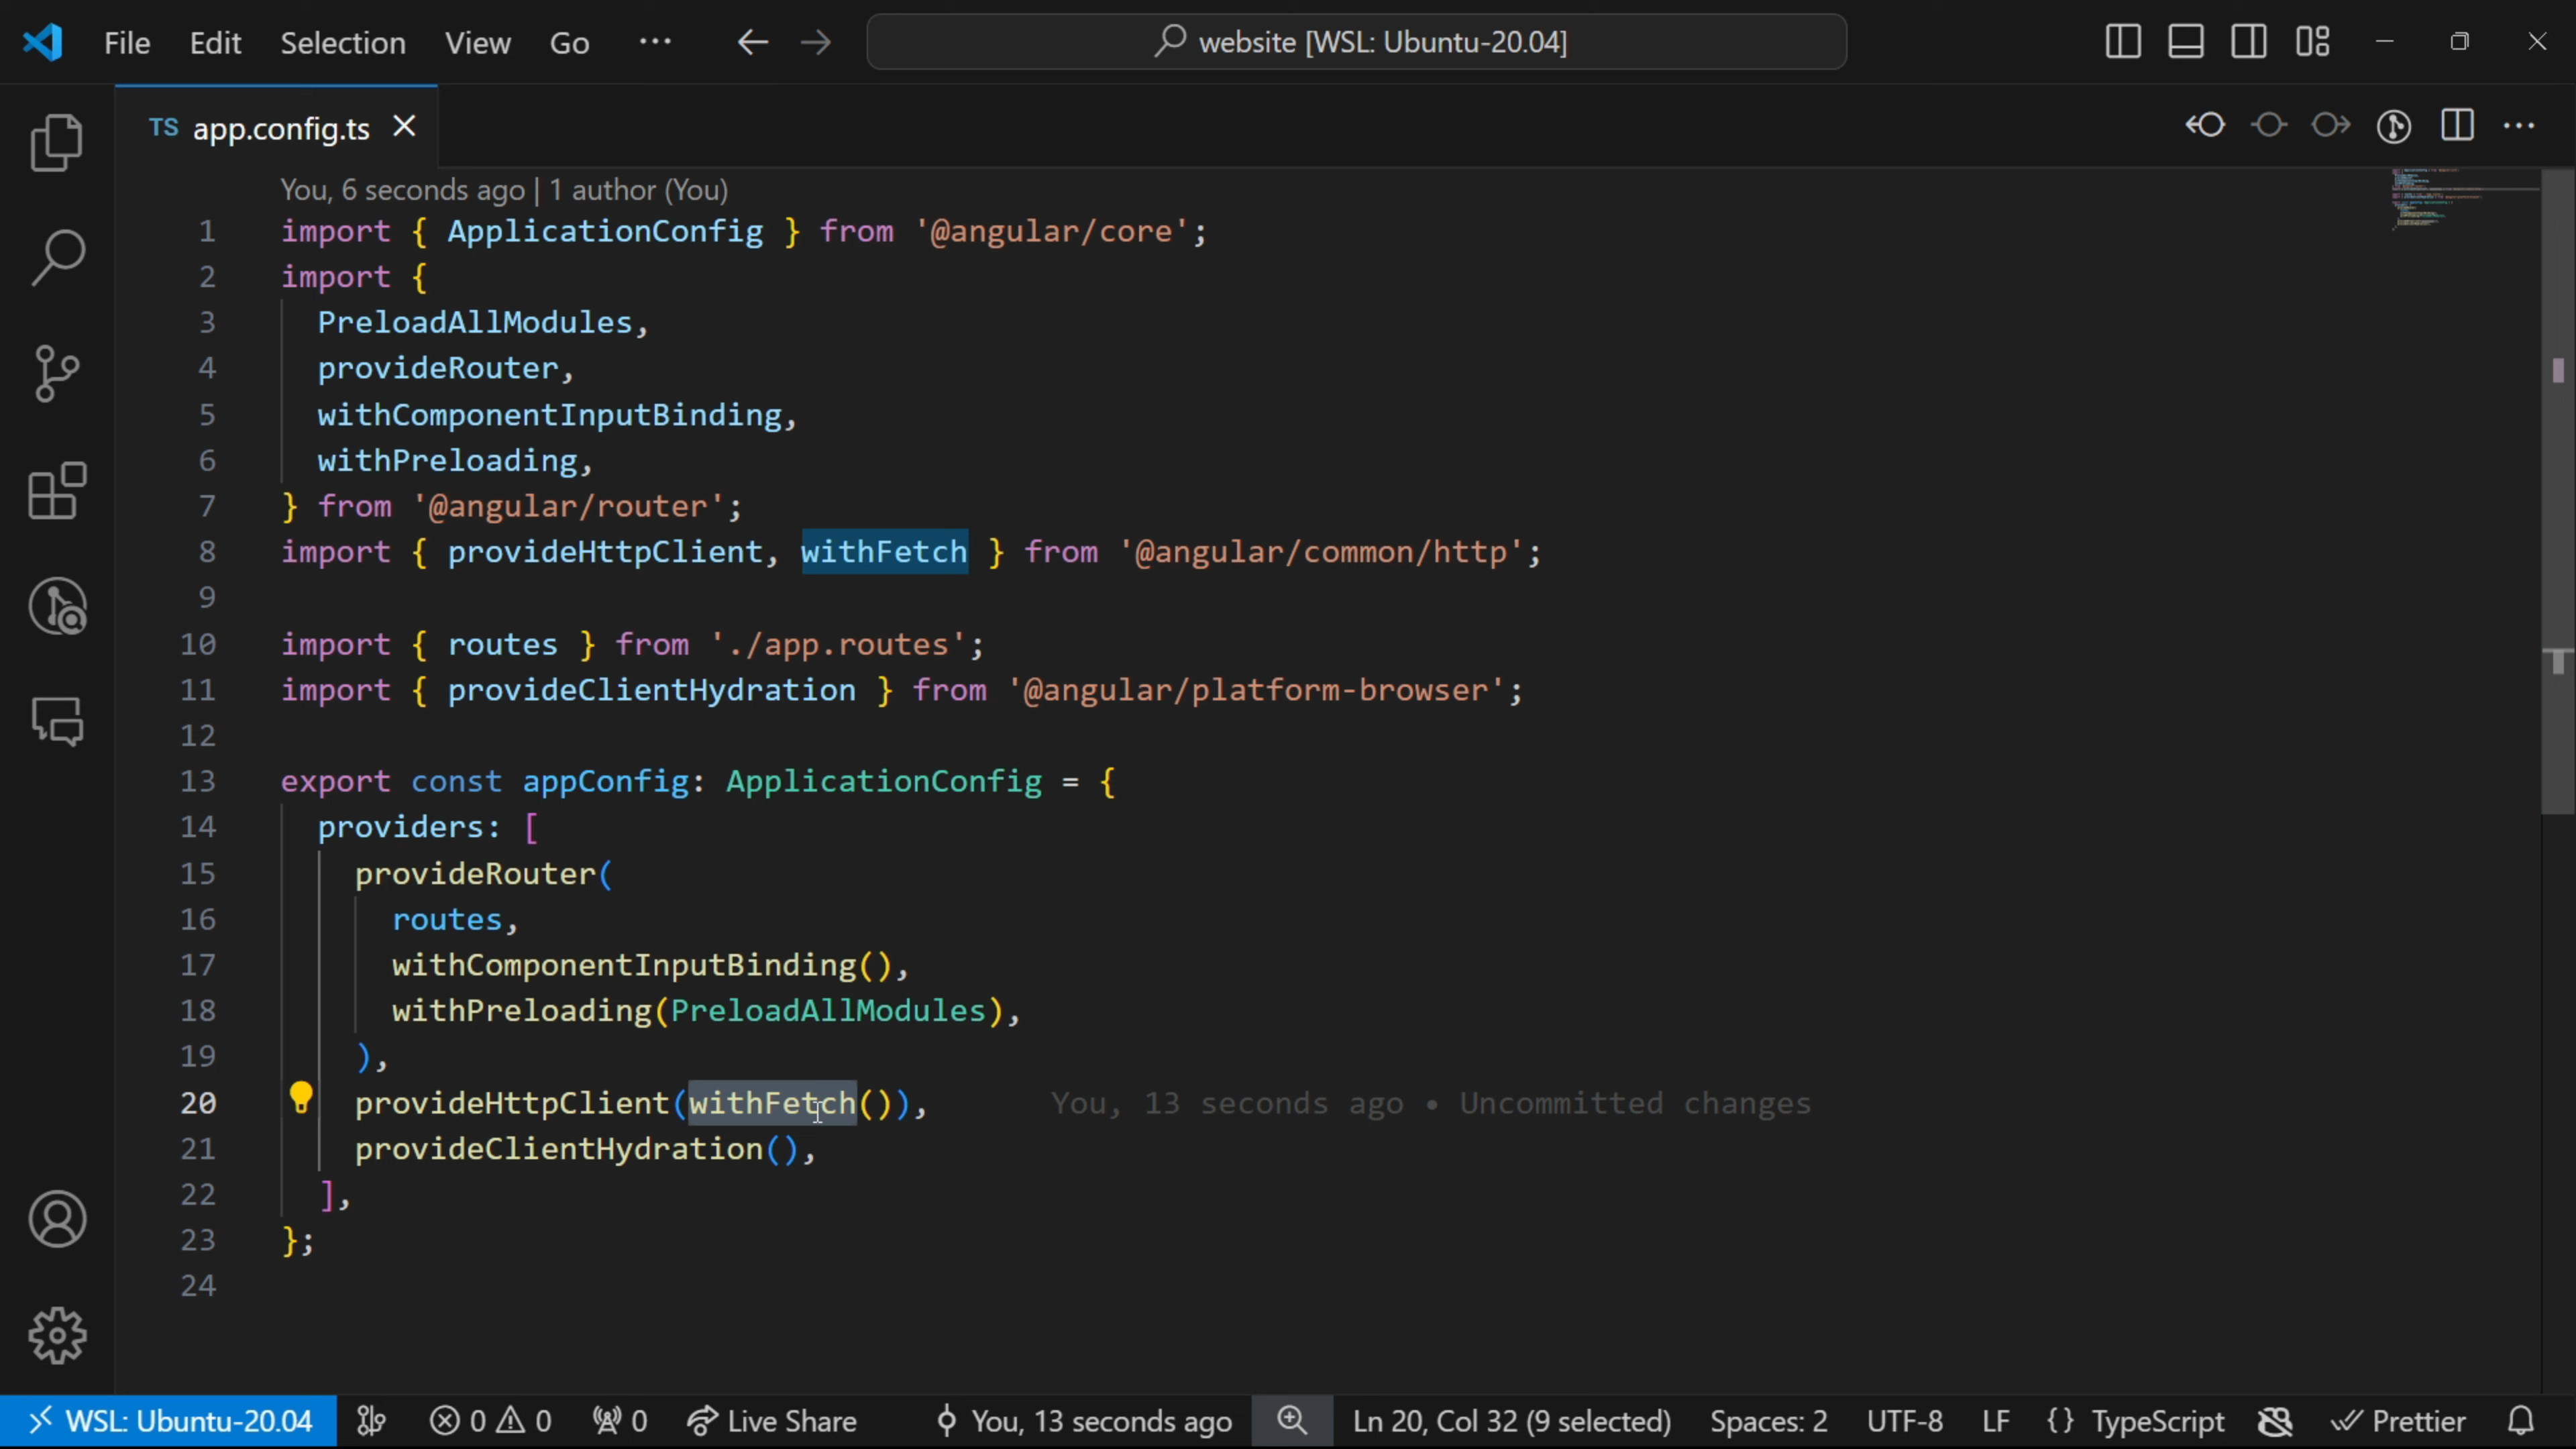 File Edit Selection View Go ··· website [WSL: Ubuntu-20.04]
TS app.config.ts
You, 6 seconds ago | 1 author (You)
1 import { ApplicationConfig } from '@angular/core';
2 import {
3 PreloadAllModules,
4 provideRouter,
5 withComponentInputBinding,
6 withPreloading,
7 } from '@angular/router';
8 import { provideHttpClient, withFetch } from '@angular/common/http';
9
10 import { routes } from './app.routes';
11 import { provideClientHydration } from '@angular/platform-browser';
12
13 export const appConfig: ApplicationConfig = {
14 providers: [
15 provideRouter(
16 routes,
17 withComponentInputBinding(),
18 withPreloading(PreloadAllModules),
19 ),
20 provideHttpClient(withFetch()), You, 13 seconds ago • Uncommitted changes
21 provideClientHydration(),
22 ],
23 };
24
WSL: Ubuntu-20.04 0 0 0 Live Share You, 13 seconds ago Ln 20, Col 32 (9 selected) Spaces: 2 UTF-8 LF {} TypeScript Prettier